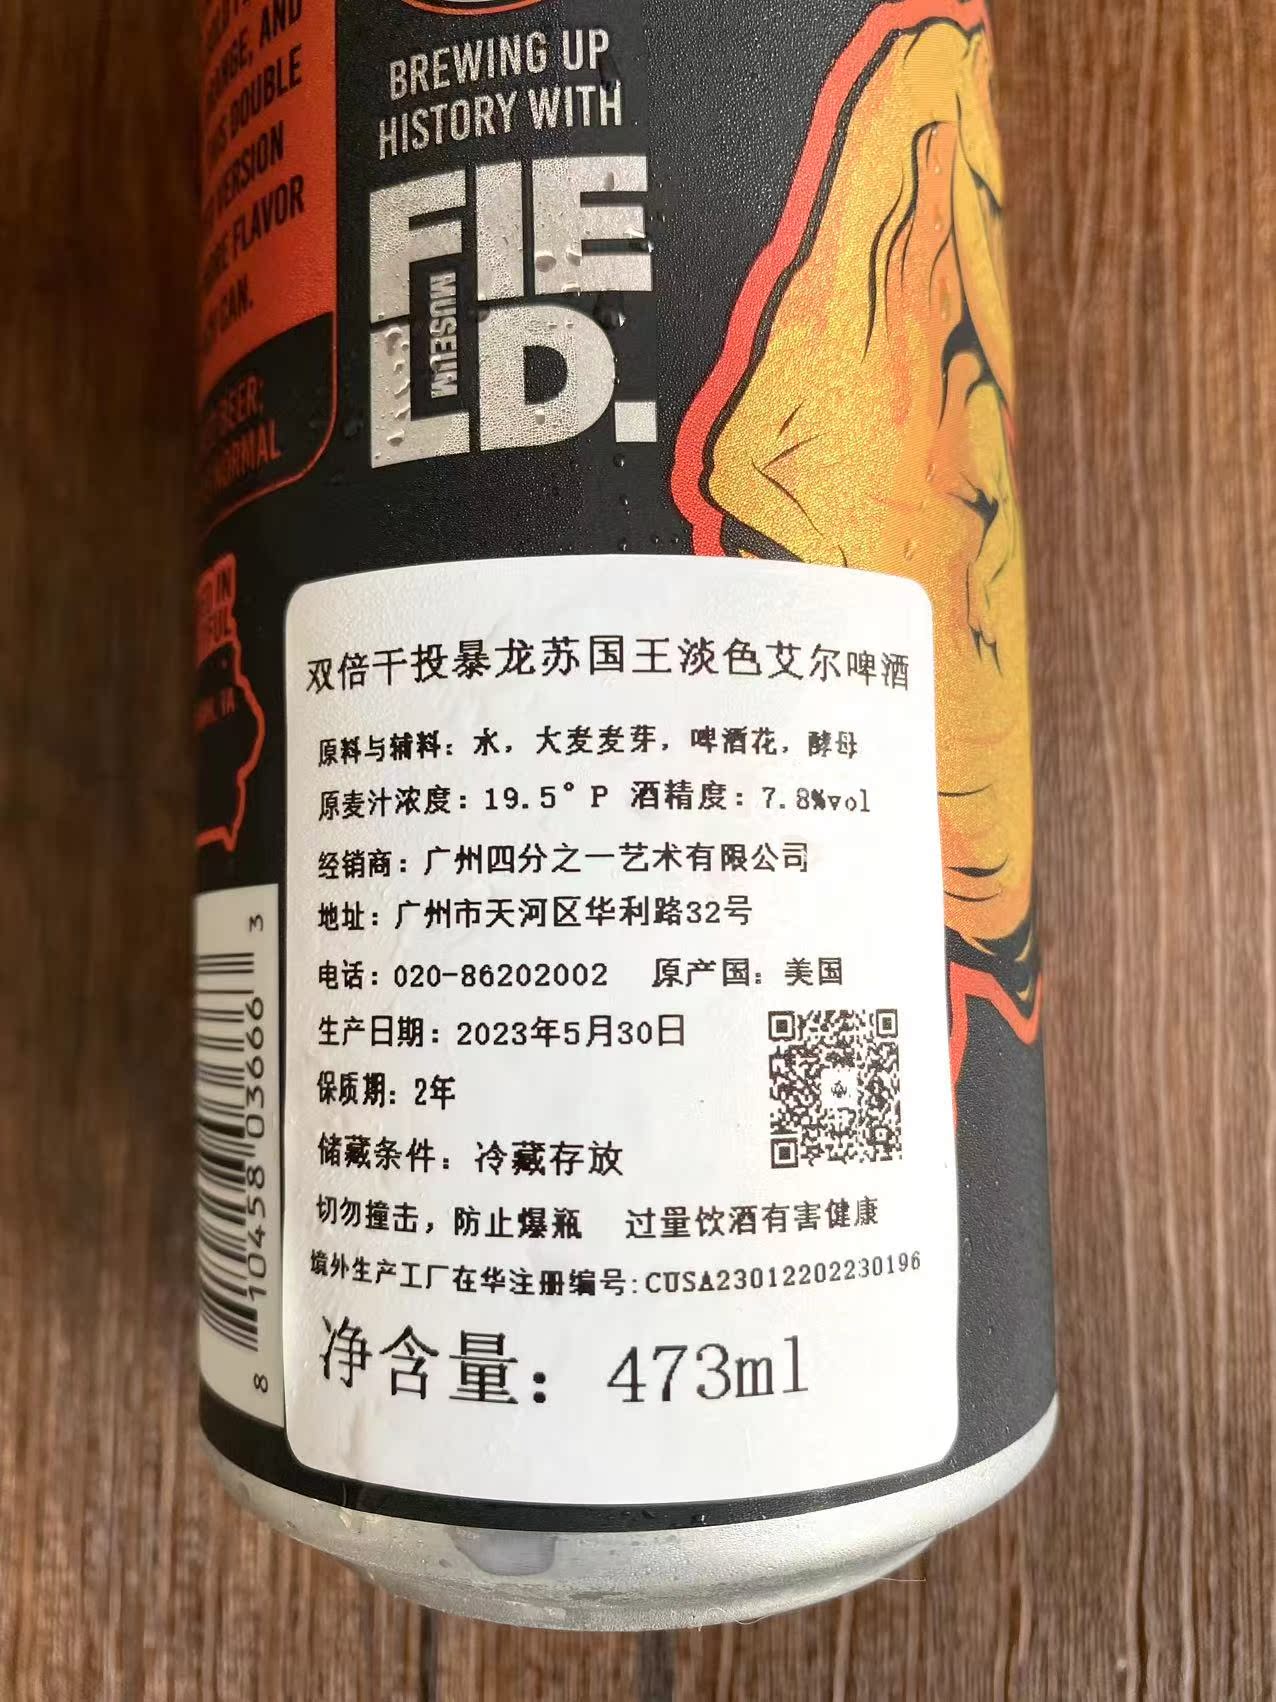 AND
DOUBLE
VERSION
FLAVOR
CAN.
BEER:
BREWING UP
HISTORY WITH
FIELD.
MUSEUM
双倍干投暴龙苏国王淡色艾尔啤酒
原料与辅料：水，大麦麦芽，啤酒花，酵母
原麦汁浓度：19.5°P 酒精度：7.8%vol
经销商：广州四分之一艺术有限公司
地址：广州市天河区华利路32号
电话：020-86202002 原产国：美国
生产日期：2023年5月30日
保质期：2年
储藏条件：冷藏存放
切勿撞击，防止爆瓶 过量饮酒有害健康
境外生产工厂在华注册编号:CUSA23012202230196
净含量：473ml
8 10458 03666 3